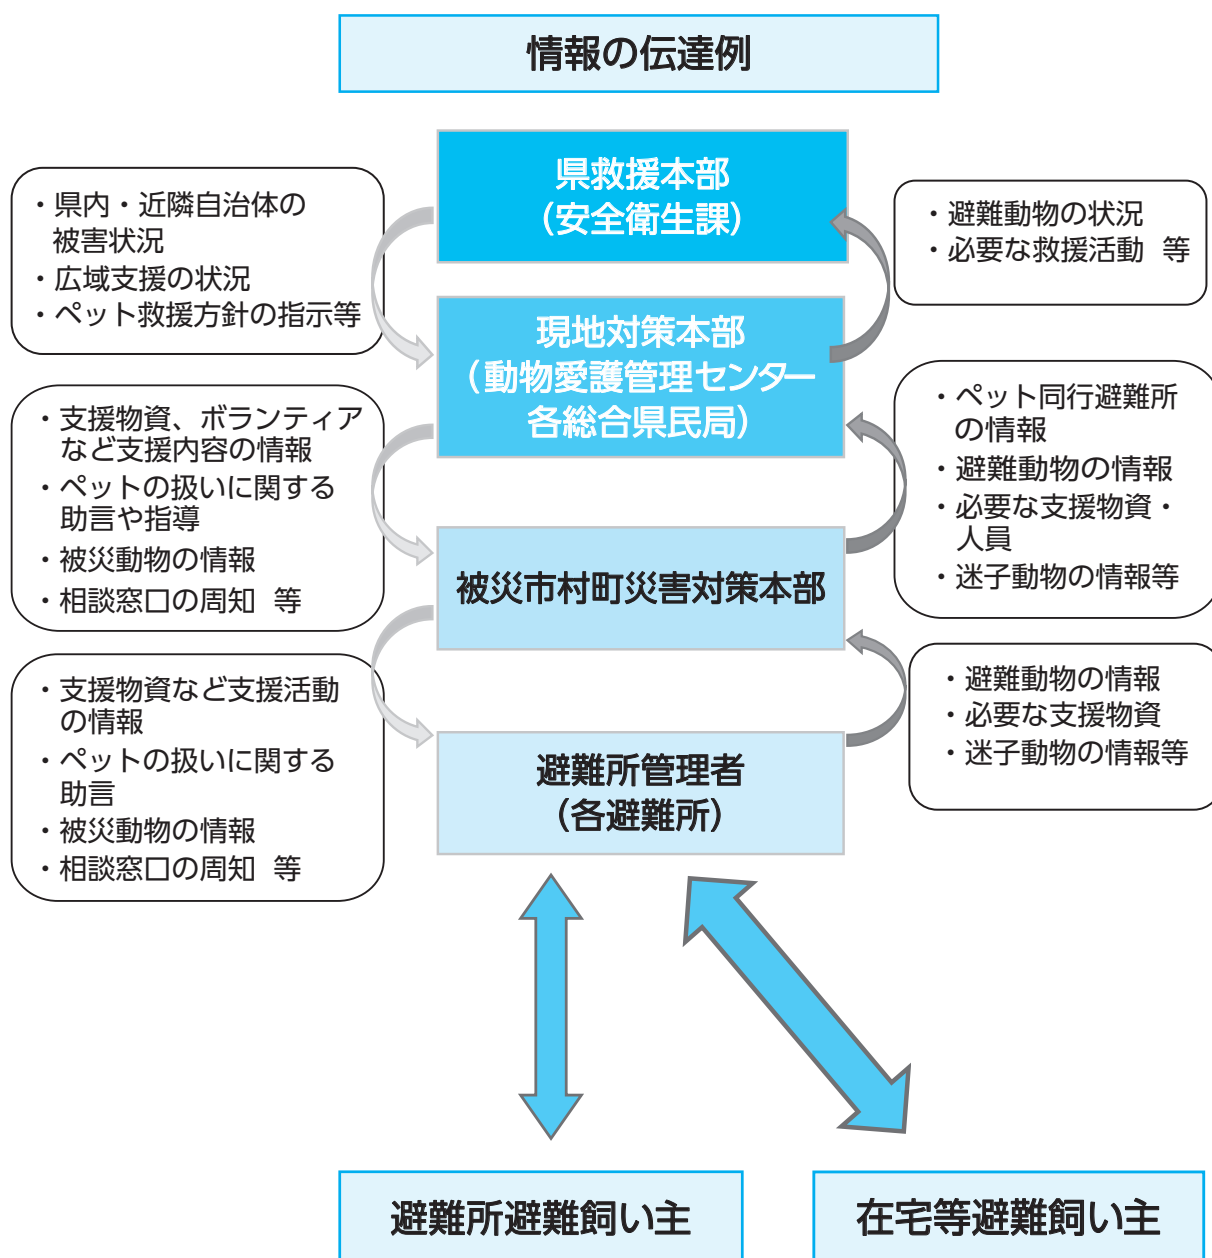 情報の伝達例
県救援本部
（安全衛生課）
・県内・近隣自治体の
被害状況
・広域支援の状況
・ペット救援方針の指示等
・避難動物の状況
・必要な救援活動 等
現地対策本部
（動物愛護管理センター
各総合県民局）
・支援物資、ボランティア
など支援内容の情報
・ペットの扱いに関する
助言や指導
・被災動物の情報
・相談窓口の周知 等
・ペット同行避難所
の情報
・避難動物の情報
・必要な支援物資・
人員
・迷子動物の情報等
被災市村町災害対策本部
・支援物資など支援活動
の情報
・ペットの扱いに関する
助言
・被災動物の情報
・相談窓口の周知 等
・避難動物の情報
・必要な支援物資
・迷子動物の情報等
避難所管理者
（各避難所）
避難所避難飼い主
在宅等避難飼い主